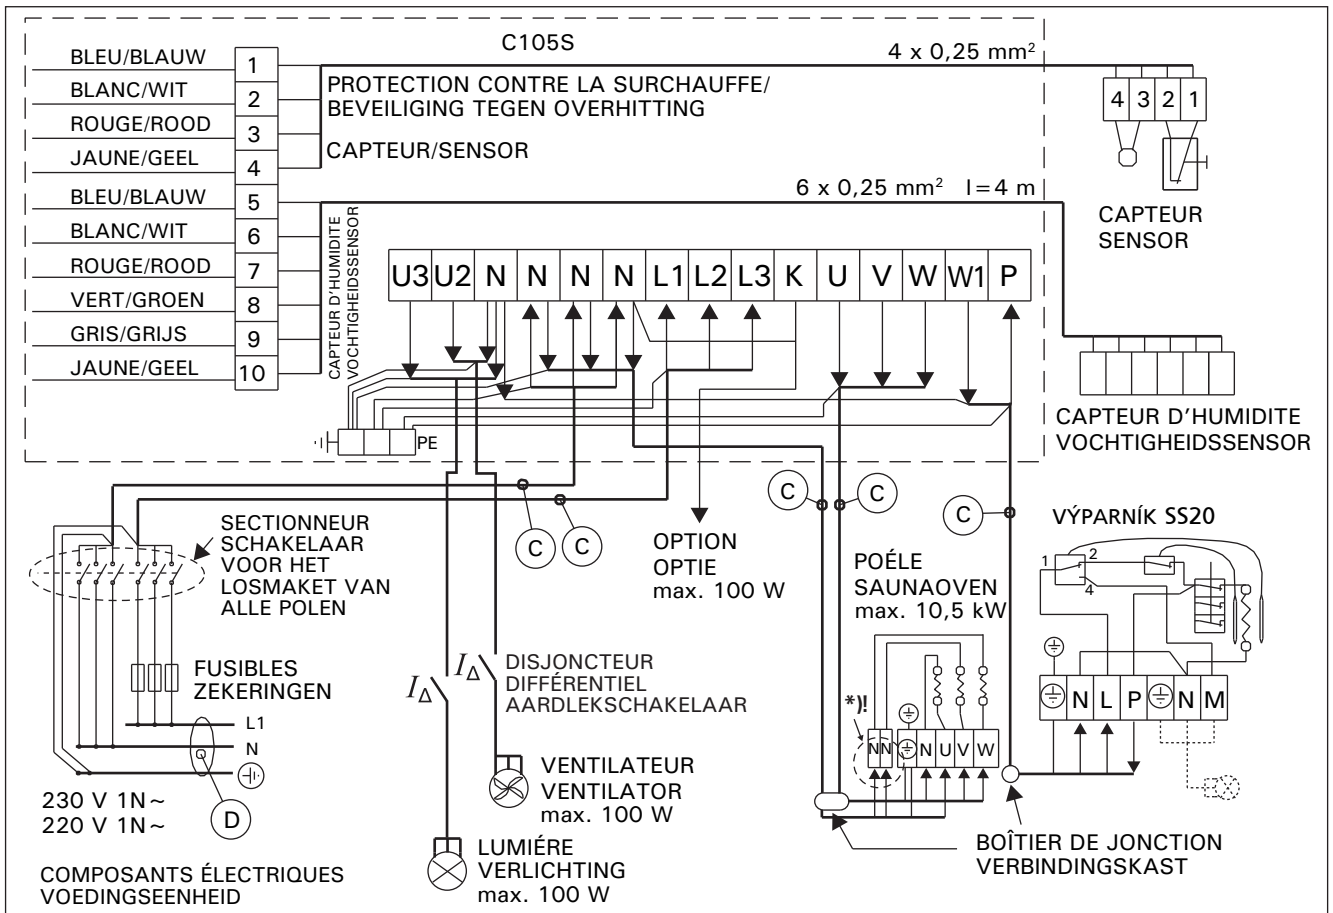 C105S
4 x 0,25 mm²
BLEU/BLAUW 1
BLANC/WIT 2
ROUGE/ROOD 3
JAUNE/GEEL 4
BLEU/BLAUW 5
BLANC/WIT 6
ROUGE/ROOD 7
VERT/GROEN 8
GRIS/GRIJS 9
JAUNE/GEEL 10
PROTECTION CONTRE LA SURCHAUFFE/
BEVEILIGING TEGEN OVERHITTING
CAPTEUR/SENSOR
4 3 2 1
CAPTEUR
SENSOR
6 x 0,25 mm² l=4 m
CAPTEUR D'HUMIDITE
VOCHTIGHEIDSSENSOR
U3 U2 N N N N L1 L2 L3 K U V W W1 P
CAPTEUR D'HUMIDITE
VOCHTIGHEIDSSENSOR
PE
C
C
C
C
C
SECTIONNEUR
SCHAKELAAR
VOOR HET
LOSMAKET VAN
ALLE POLEN
OPTION
OPTIE
max. 100 W
POÉLE
SAUNAOVEN
max. 10,5 kW
VÝPARNÍK SS20
1 2
4
FUSIBLES
ZEKERINGEN
L1
N
D
230 V 1N~
220 V 1N~
COMPOSANTS ÉLECTRIQUES
VOEDINGSEENHEID
I∆
I∆
DISJONCTEUR
DIFFÉRENTIEL
AARDLEKSCHAKELAAR
VENTILATEUR
VENTILATOR
max. 100 W
LUMIÉRE
VERLICHTING
max. 100 W
*)!
N N N U V W
N L P N M
BOÎTIER DE JONCTION
VERBINDINGSKAST